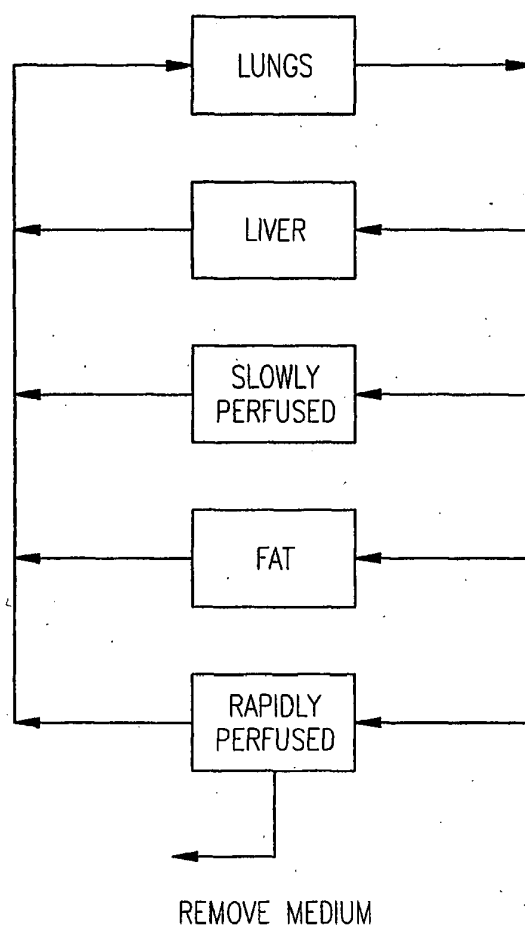 LUNGS
LIVER
SLOWLY
PERFUSED
FAT
RAPIDLY
PERFUSED
REMOVE MEDIUM